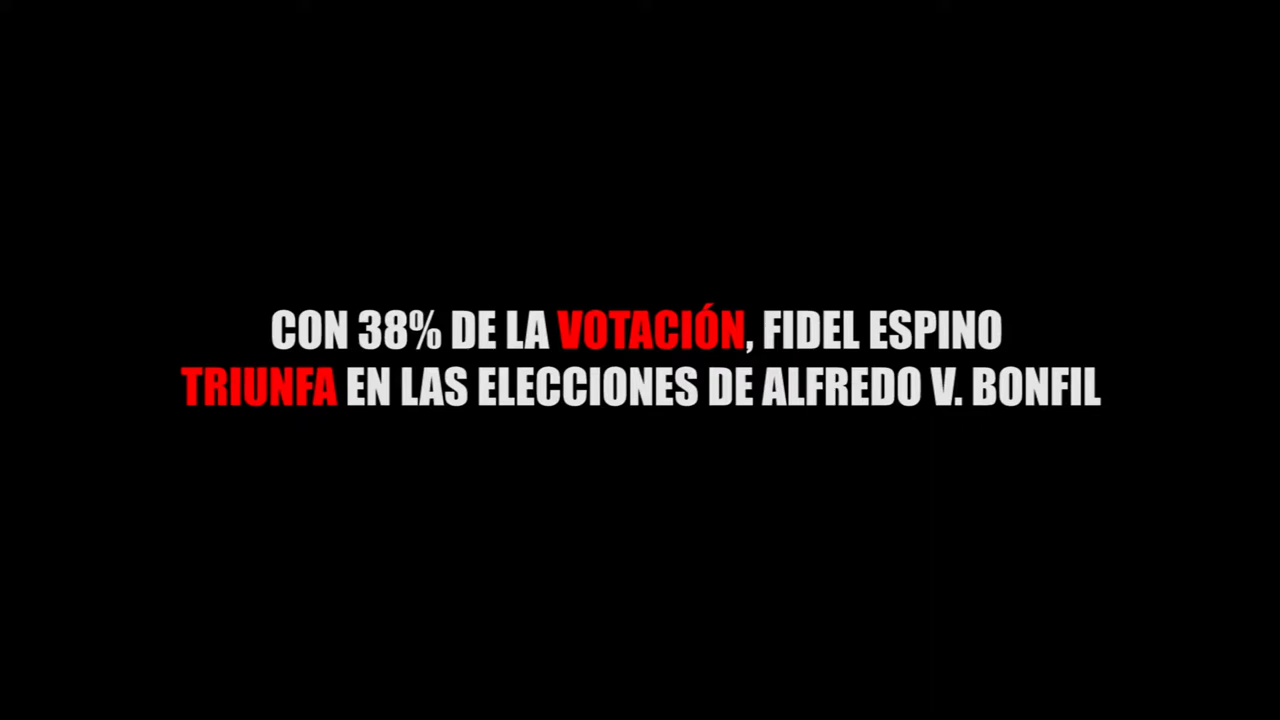 CON 38% DE LA VOTACIÓN, FIDEL ESPINO
TRIUNFA EN LAS ELECCIONES DE ALFREDO V. BONFIL